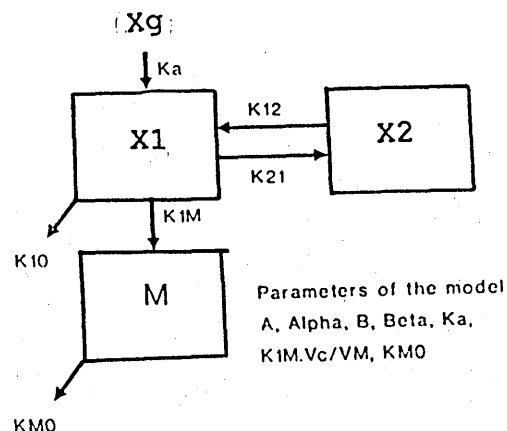 Xg
Ka
K12
X1
X2
K21
K1M
K10
M
Parameters of the model
A, Alpha, B, Beta, Ka,
K1M.Vc/VM, KM0
KM0